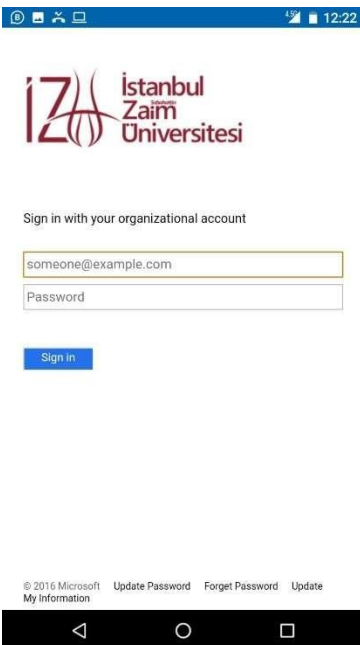 12:22
İZÜ
İstanbul
Sabahattin
Zaim
Üniversitesi
Sign in with your organizational account
someone@example.com
Password
Sign in
© 2016 Microsoft Update Password Forget Password Update
My Information